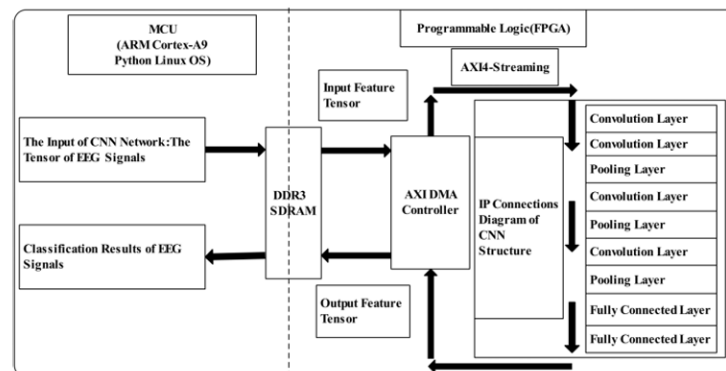 MCU
(ARM Cortex-A9
Python Linux OS)
Programmable Logic(FPGA)
AXI4-Streaming
Input Feature
Tensor
The Input of CNN Network:The
Tensor of EEG Signals
DDR3
SDRAM
AXI DMA
Controller
IP Connections
Diagram of
CNN
Structure
Convolution Layer
Convolution Layer
Pooling Layer
Convolution Layer
Pooling Layer
Convolution Layer
Pooling Layer
Fully Connected Layer
Fully Connected Layer
Classification Results of EEG
Signals
Output Feature
Tensor